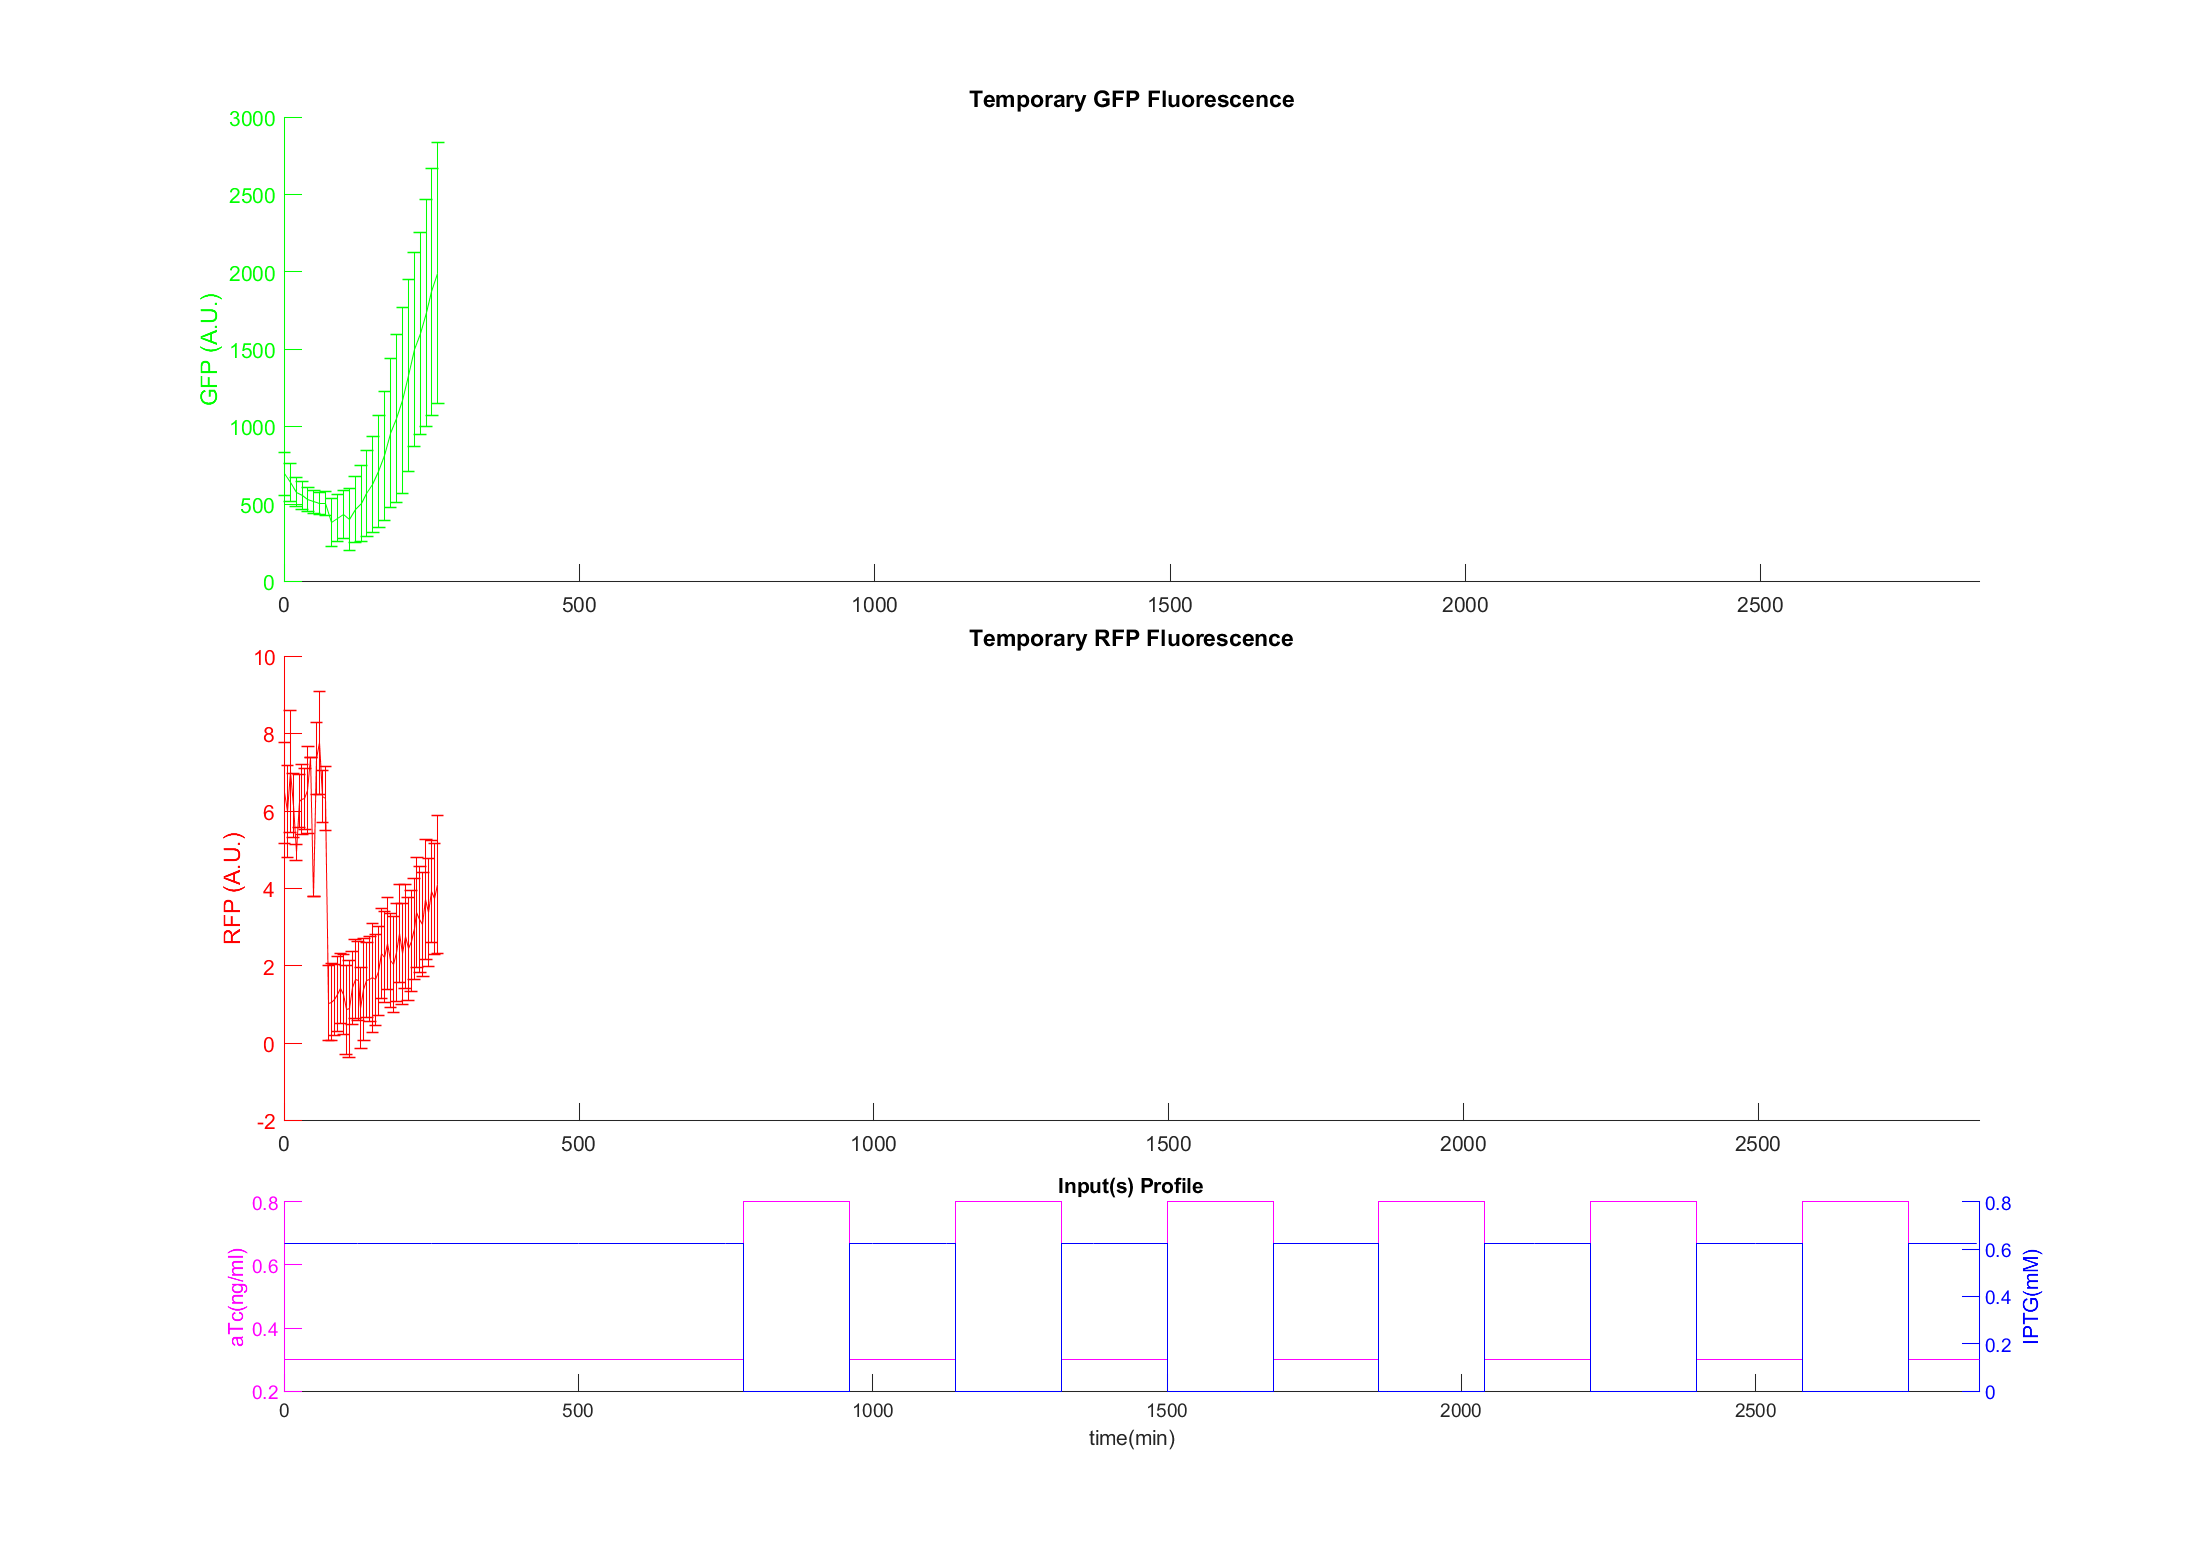 Temporary GFP Fluorescence
3000
2500
2000
1500
1000
500
0
GFP (A.U.)
0 500 1000 1500 2000 2500
Temporary RFP Fluorescence
10
8
6
4
2
0
-2
RFP (A.U.)
0 500 1000 1500 2000 2500
Input(s) Profile
0.8
0.6
0.4
0.2
aTc(ng/ml)
0.8
0.6
0.4
0.2
0
IPTG(mM)
0 500 1000 1500 2000 2500
time(min)